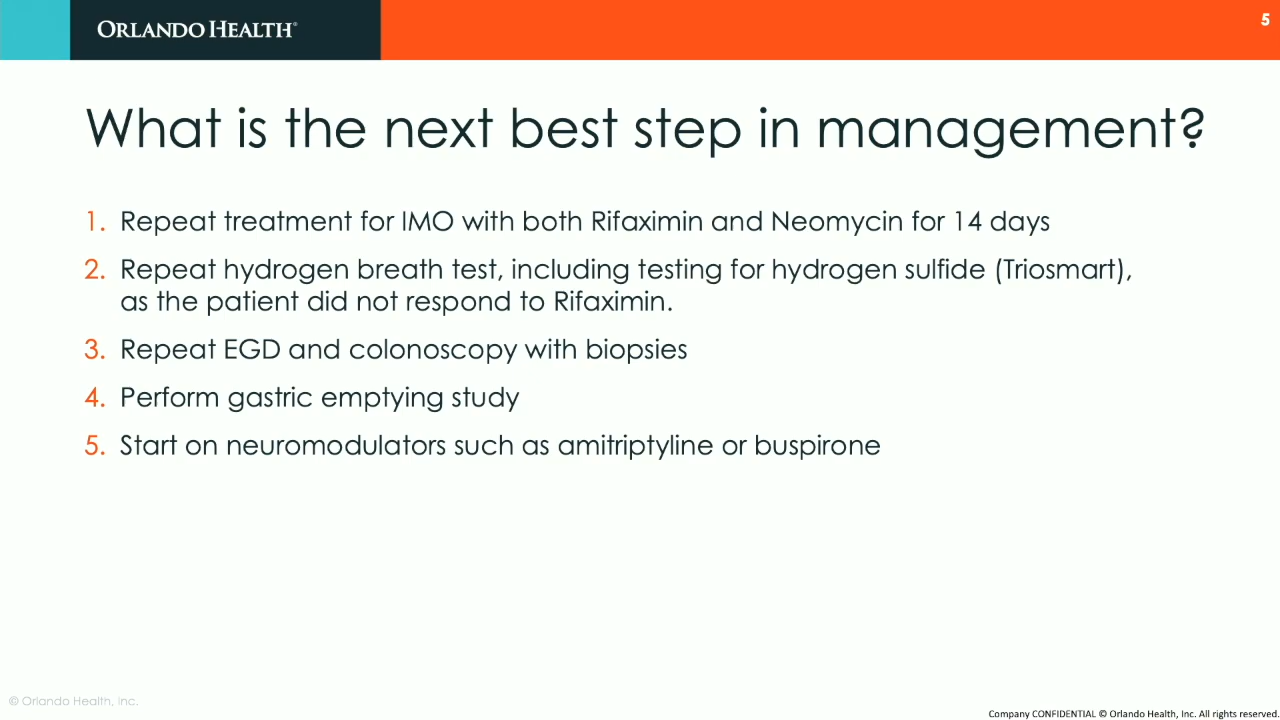 ORLANDO HEALTH®
5
What is the next best step in management?
1. Repeat treatment for IMO with both Rifaximin and Neomycin for 14 days
2. Repeat hydrogen breath test, including testing for hydrogen sulfide (Triosmart),
as the patient did not respond to Rifaximin.
3. Repeat EGD and colonoscopy with biopsies
4. Perform gastric emptying study
5. Start on neuromodulators such as amitriptyline or buspirone
© Orlando Health, Inc.
Company CONFIDENTIAL © Orlando Health, Inc. All rights reserved.